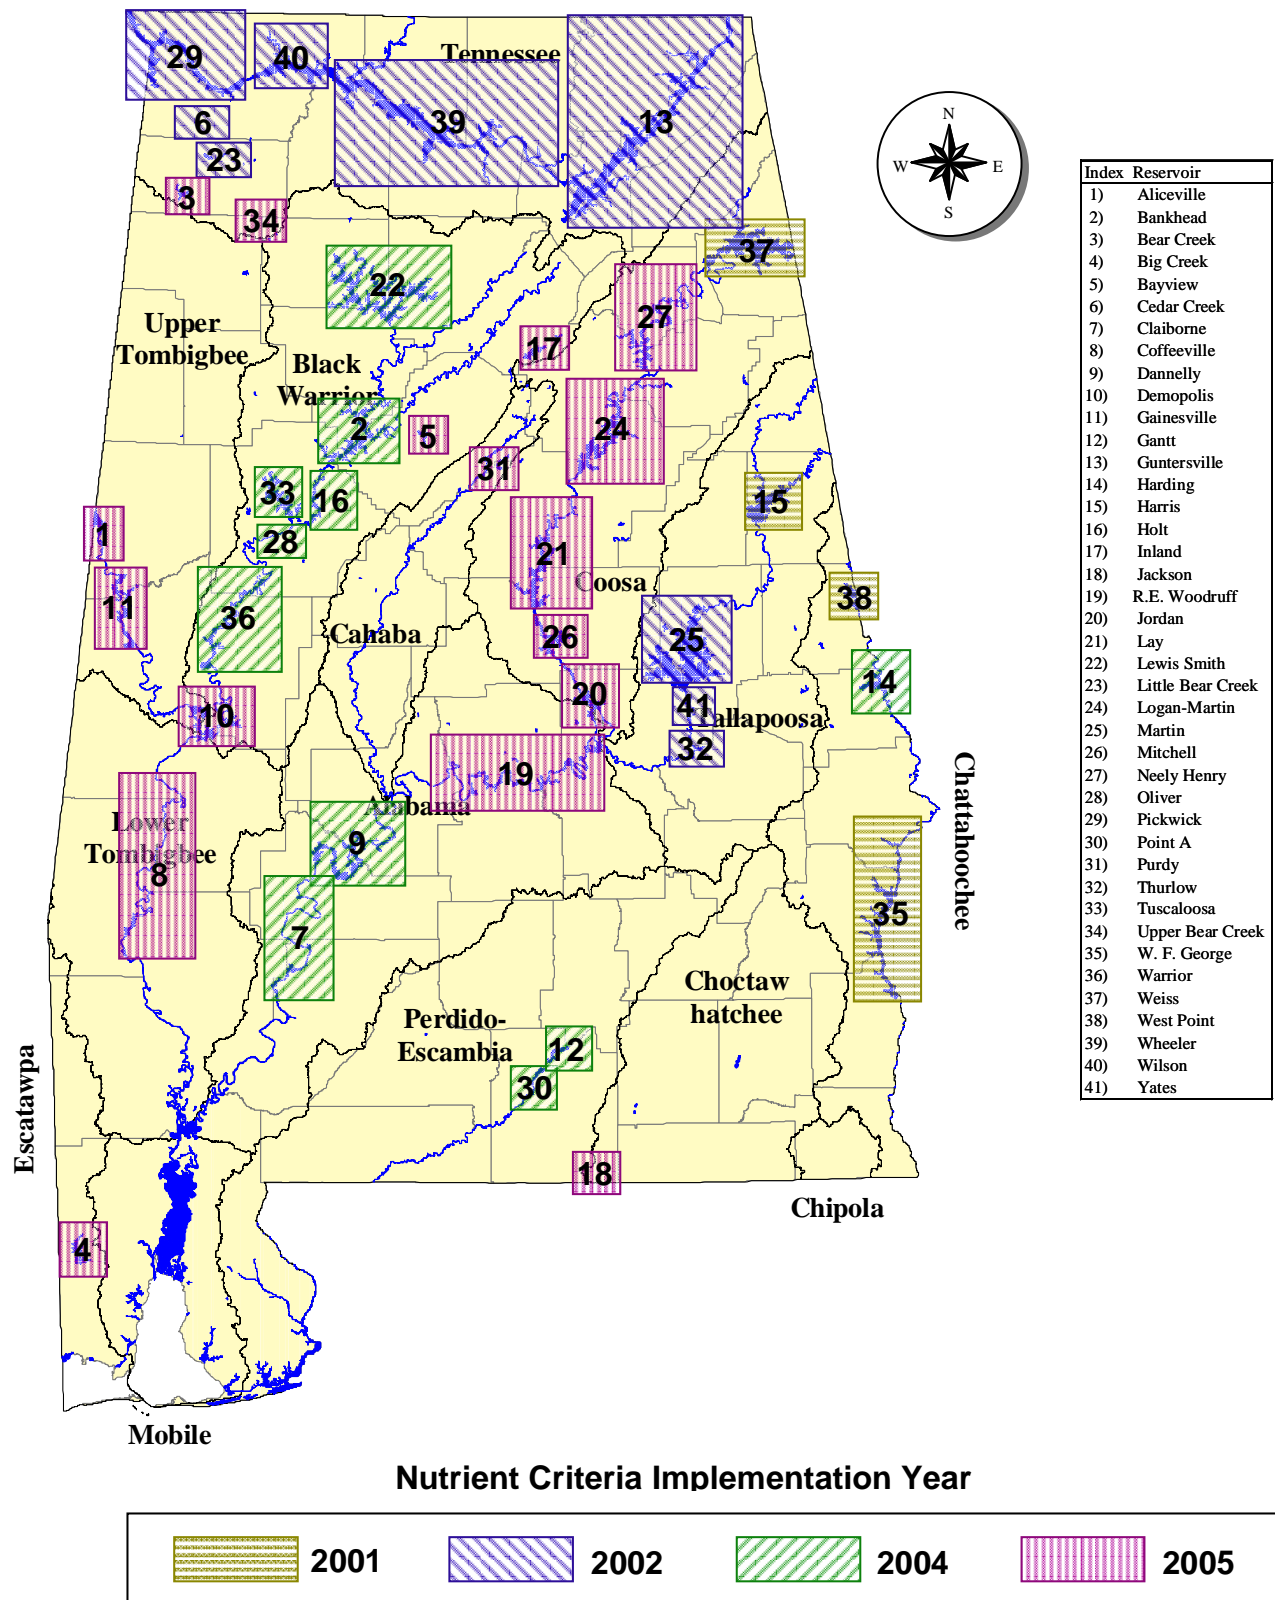 Tennessee
29
40
39
13
6
23
3
34
37
22
27
Upper
Tombigbee
17
Black
Warrior
2
5
24
31
33
16
15
1
28
21
Coosa
11
38
36
Cahaba
26
25
14
20
10
41
Tallapoosa
32
19
Alabama
Lower
Tombigbee
9
8
Chattahoochee
35
7
Choctaw
hatchee
Perdido-
Escambia
12
30
Escatawpa
18
Chipola
4
Mobile
N
W
E
S
Index Reservoir
1) Aliceville
2) Bankhead
3) Bear Creek
4) Big Creek
5) Bayview
6) Cedar Creek
7) Claiborne
8) Coffeeville
9) Dannelly
10) Demopolis
11) Gainesville
12) Gantt
13) Guntersville
14) Harding
15) Harris
16) Holt
17) Inland
18) Jackson
19) R.E. Woodruff
20) Jordan
21) Lay
22) Lewis Smith
23) Little Bear Creek
24) Logan-Martin
25) Martin
26) Mitchell
27) Neely Henry
28) Oliver
29) Pickwick
30) Point A
31) Purdy
32) Thurlow
33) Tuscaloosa
34) Upper Bear Creek
35) W. F. George
36) Warrior
37) Weiss
38) West Point
39) Wheeler
40) Wilson
41) Yates
Nutrient Criteria Implementation Year
2001
2002
2004
2005